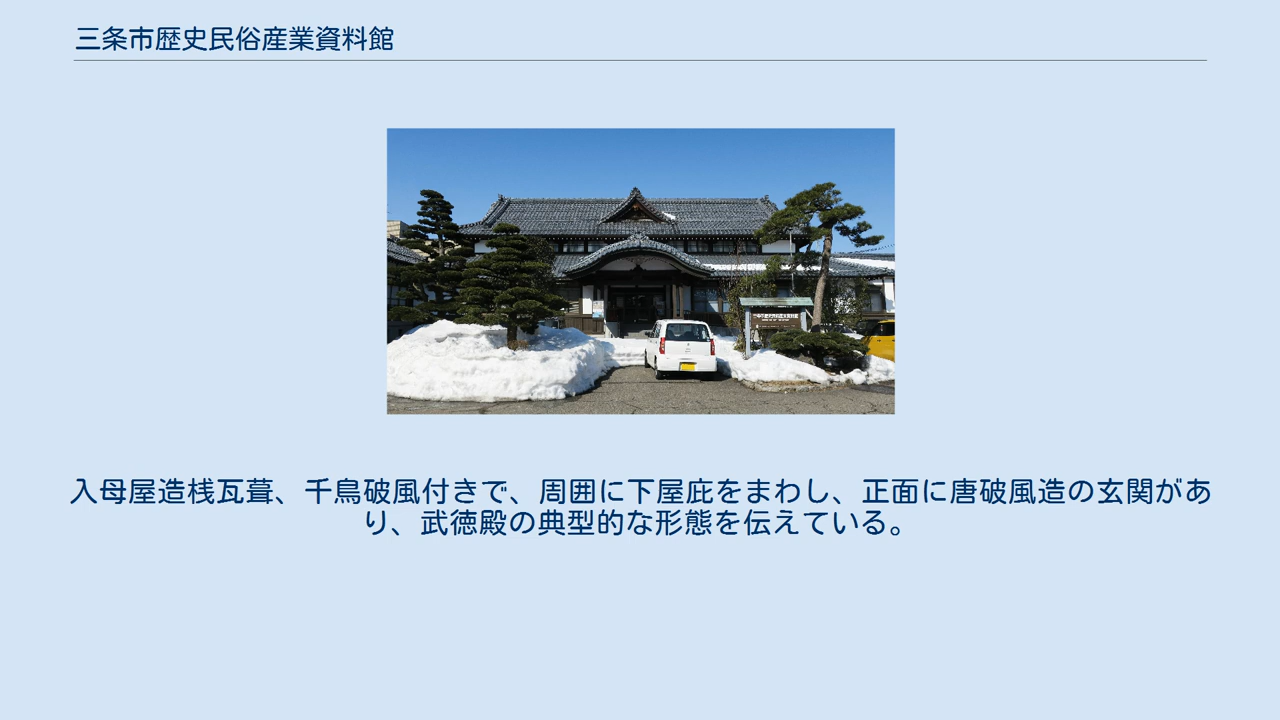 三条市歴史民俗産業資料館
入母屋造桟瓦葺、千鳥破風付きで、周囲に下屋庇をまわし、正面に唐破風造の玄関があ
り、武徳殿の典型的な形態を伝えている。